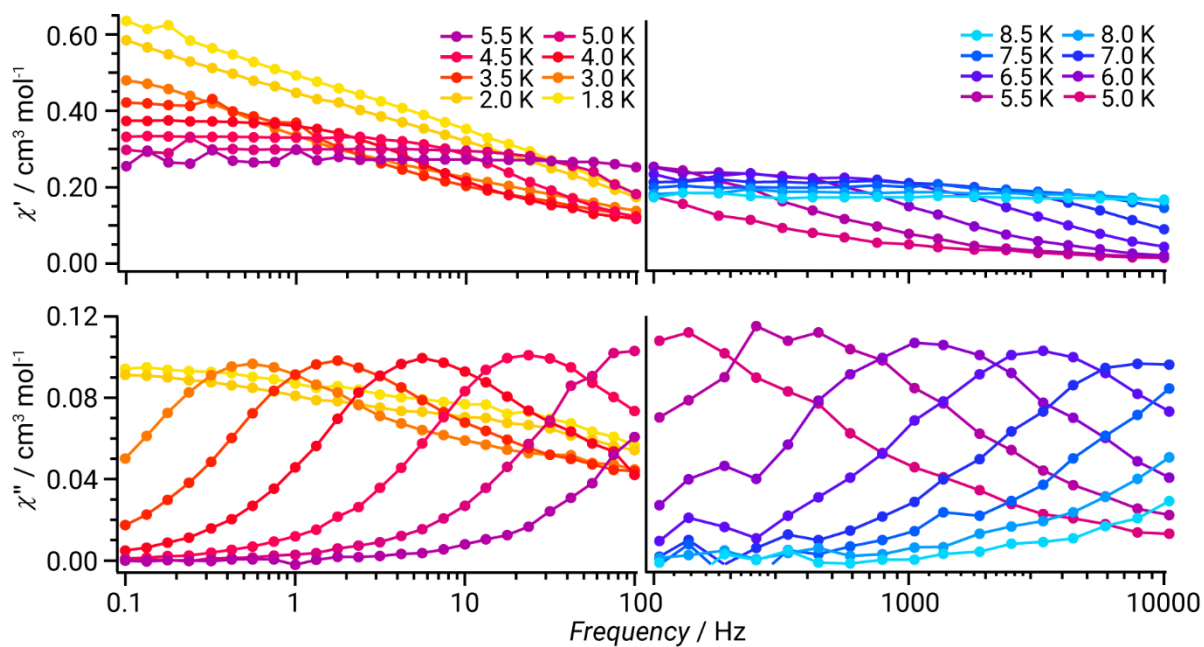 χ' / cm³ mol⁻¹
0.60
0.40
0.20
0.00
5.5 K 5.0 K
4.5 K 4.0 K
3.5 K 3.0 K
2.0 K 1.8 K
8.5 K 8.0 K
7.5 K 7.0 K
6.5 K 6.0 K
5.5 K 5.0 K
χ'' / cm³ mol⁻¹
0.12
0.08
0.04
0.00
0.1 1 10 100 1000 10000
Frequency / Hz